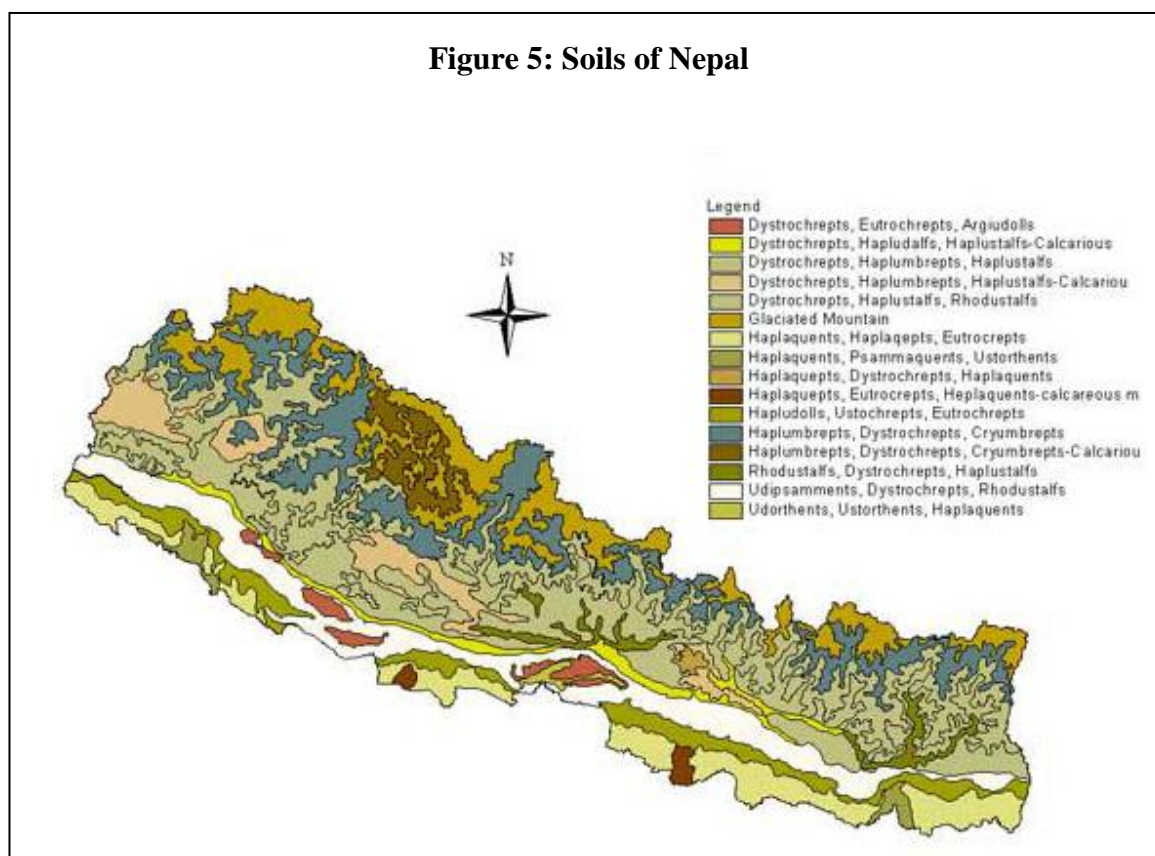 Figure 5: Soils of Nepal
Legend
Dystrochrepts, Eutrochrepts, Argiudolls
Dystrochrepts, Hapludalfs, Haplustalfs-Calcarious
Dystrochrepts, Haplumbrepts, Haplustalfs
Dystrochrepts, Haplumbrepts, Haplustalfs-Calcariou
Dystrochrepts, Haplustalfs, Rhodustalfs
Glaciated Mountain
Haplaquents, Haplaqepts, Eutrocrepts
Haplaquents, Psammaquents, Ustorthents
Haplaquepts, Dystrochrepts, Haplaquents
Haplaquepts, Eutrocrepts, Heplaquents-calcareous m
Hapludolls, Ustochrepts, Eutrochrepts
Haplumbrepts, Dystrochrepts, Cryumbrepts
Haplumbrepts, Dystrochrepts, Cryumbrepts-Calcariou
Rhodustalfs, Dystrochrepts, Haplustalfs
Udipsamments, Dystrochrepts, Rhodustalfs
Udorthents, Ustorthents, Haplaquents
N